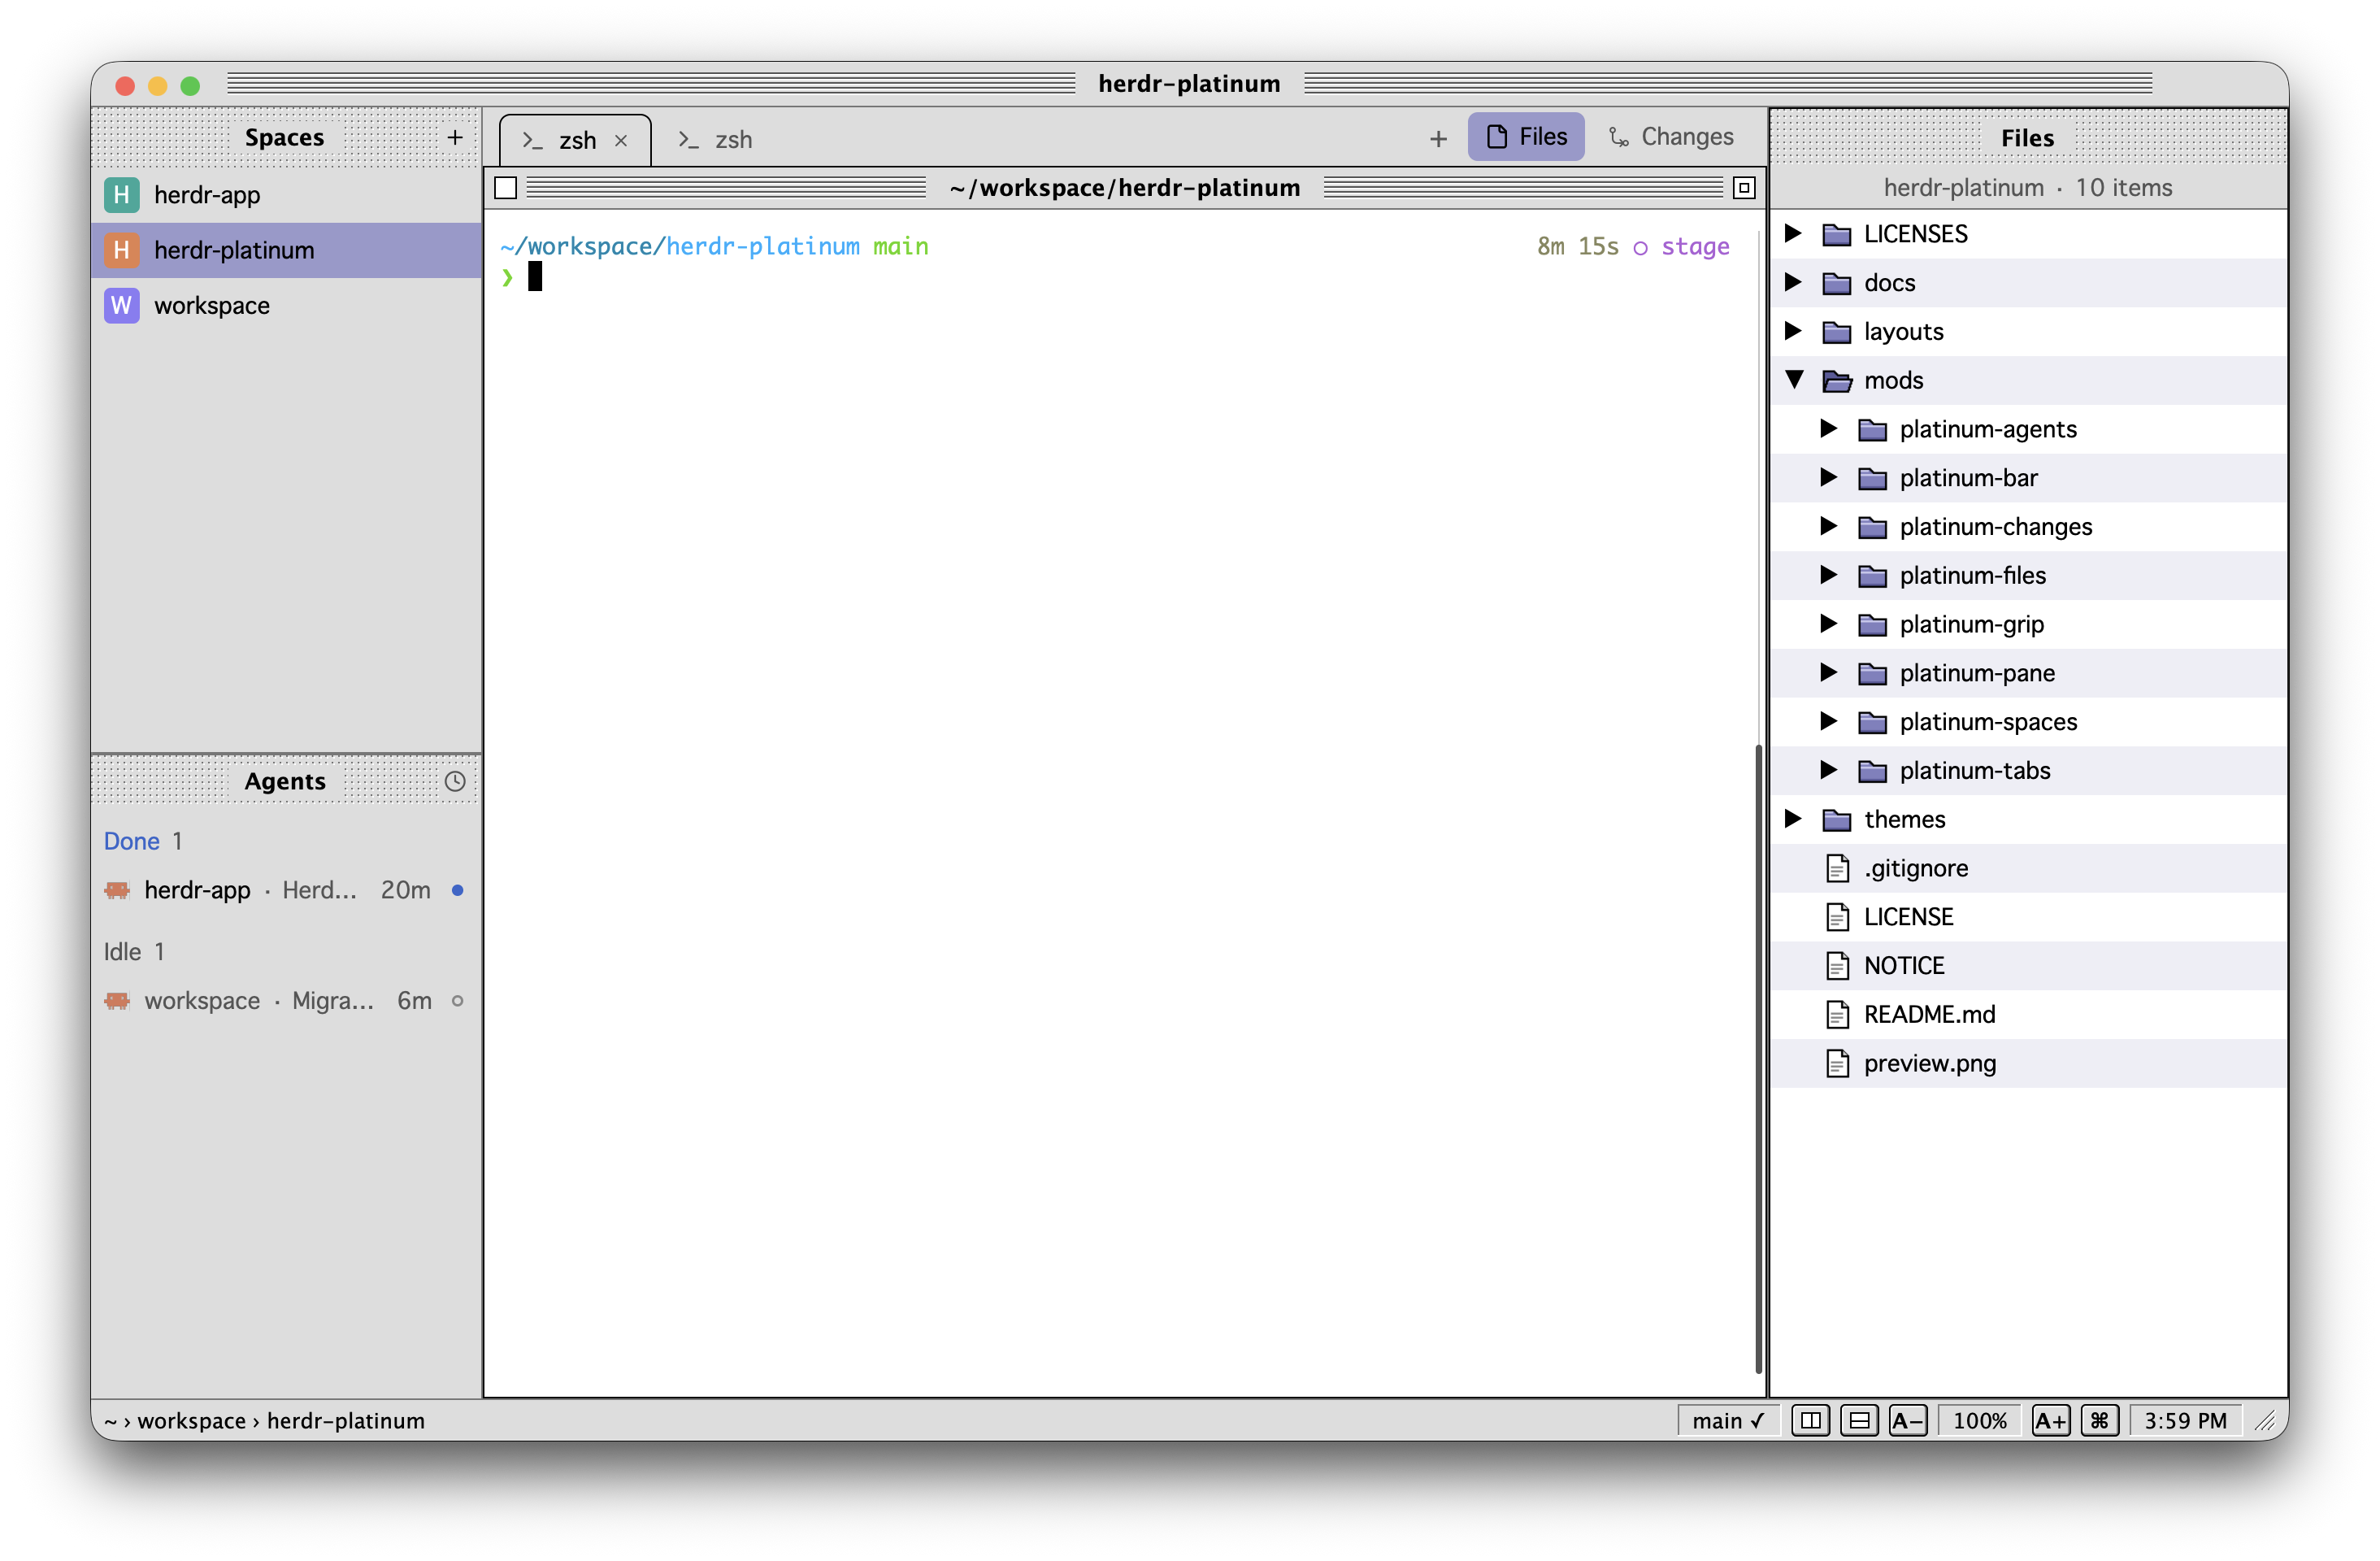 herdr-platinum
Spaces +
H herdr-app
H herdr-platinum
W workspace
Agents
Done 1
herdr-app · Herd... 20m
Idle 1
workspace · Migra... 6m
>_ zsh ×
>_ zsh
+ Files Changes
~/workspace/herdr-platinum
~/workspace/herdr-platinum main 8m 15s ○ stage
❯
Files
herdr-platinum · 10 items
LICENSES
docs
layouts
mods
platinum-agents
platinum-bar
platinum-changes
platinum-files
platinum-grip
platinum-pane
platinum-spaces
platinum-tabs
themes
.gitignore
LICENSE
NOTICE
README.md
preview.png
~ › workspace › herdr-platinum
main ✓ A− 100% A+ ⌘ 3:59 PM